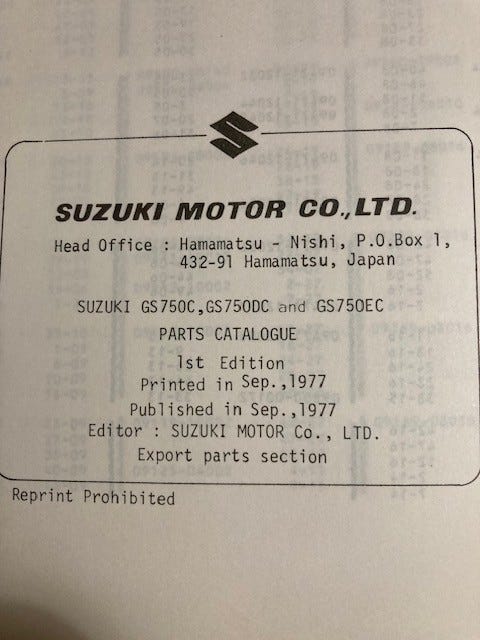 SUZUKI MOTOR CO.,LTD.
Head Office : Hamamatsu - Nishi, P.O.Box 1,
432-91 Hamamatsu, Japan
SUZUKI GS750C,GS750DC and GS750EC
PARTS CATALOGUE
1st Edition
Printed in Sep.,1977
Published in Sep.,1977
Editor : SUZUKI MOTOR Co., LTD.
Export parts section
Reprint Prohibited